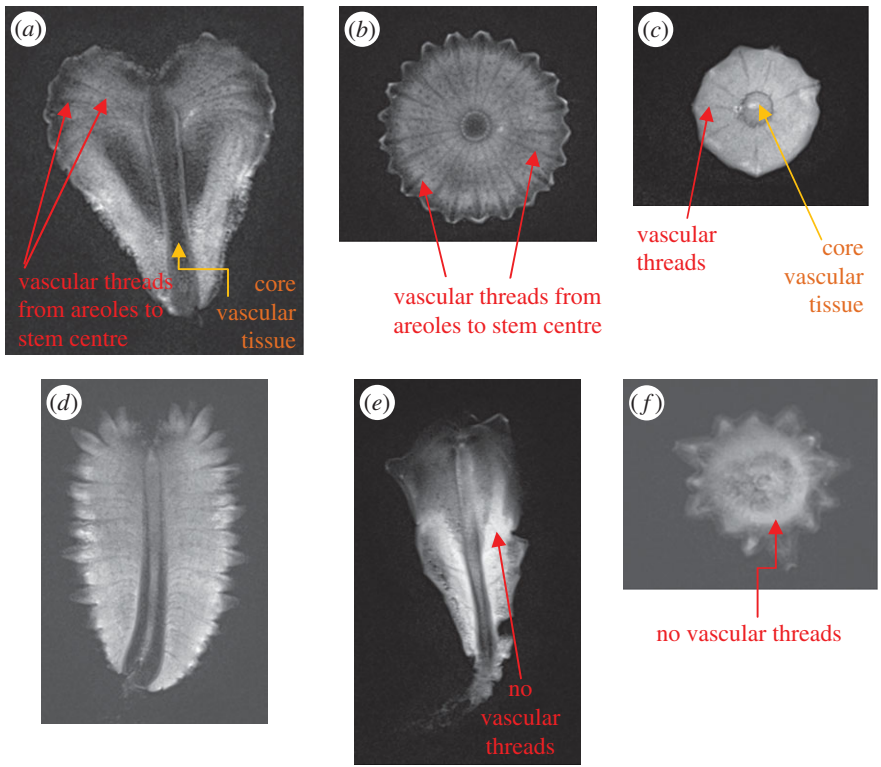 (a)
(b)
(c)
vascular threads
from areoles to
stem centre
core
vascular
tissue
vascular threads from
areoles to stem centre
vascular
threads
core
vascular
tissue
(d)
(e)
(f)
no
vascular
threads
no vascular threads